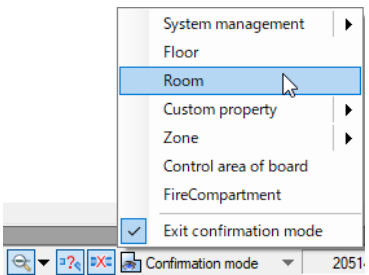 System management
Floor
Room
Custom property
Zone
Control area of board
FireCompartment
Exit confirmation mode
Confirmation mode
20514